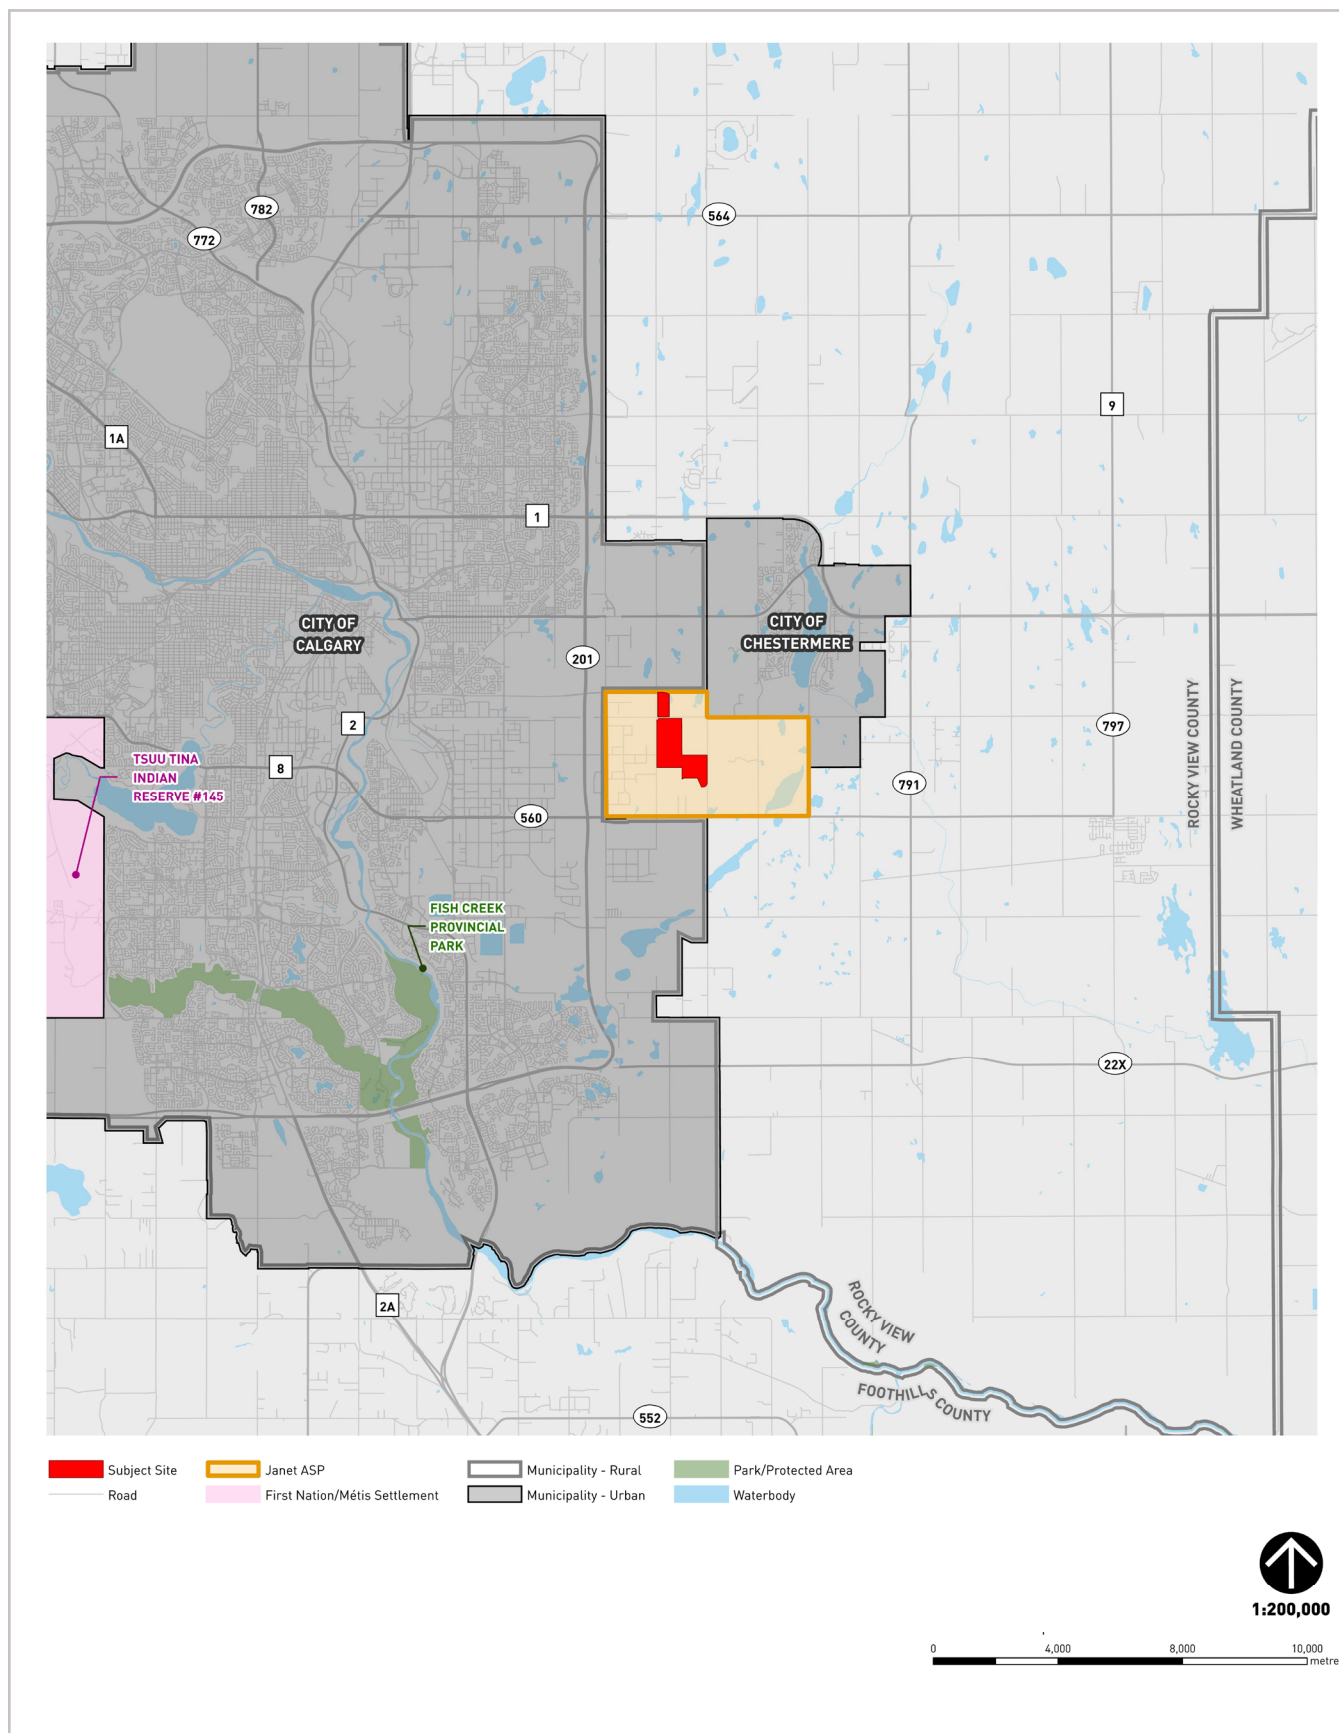 782
564
772
9
1A
1
CITY OF
CALGARY
CITY OF
CHESTERMERE
201
ROCKY VIEW COUNTY
WHEATLAND COUNTY
2
797
TSUU TINA
INDIAN
RESERVE #145
8
791
560
FISH CREEK
PROVINCIAL
PARK
22X
2A
ROCKY VIEW
COUNTY
FOOTHILLS COUNTY
552
Subject Site
Janet ASP
Municipality - Rural
Park/Protected Area
Road
First Nation/Métis Settlement
Municipality - Urban
Waterbody
1:200,000
0 4,000 8,000 10,000
metre